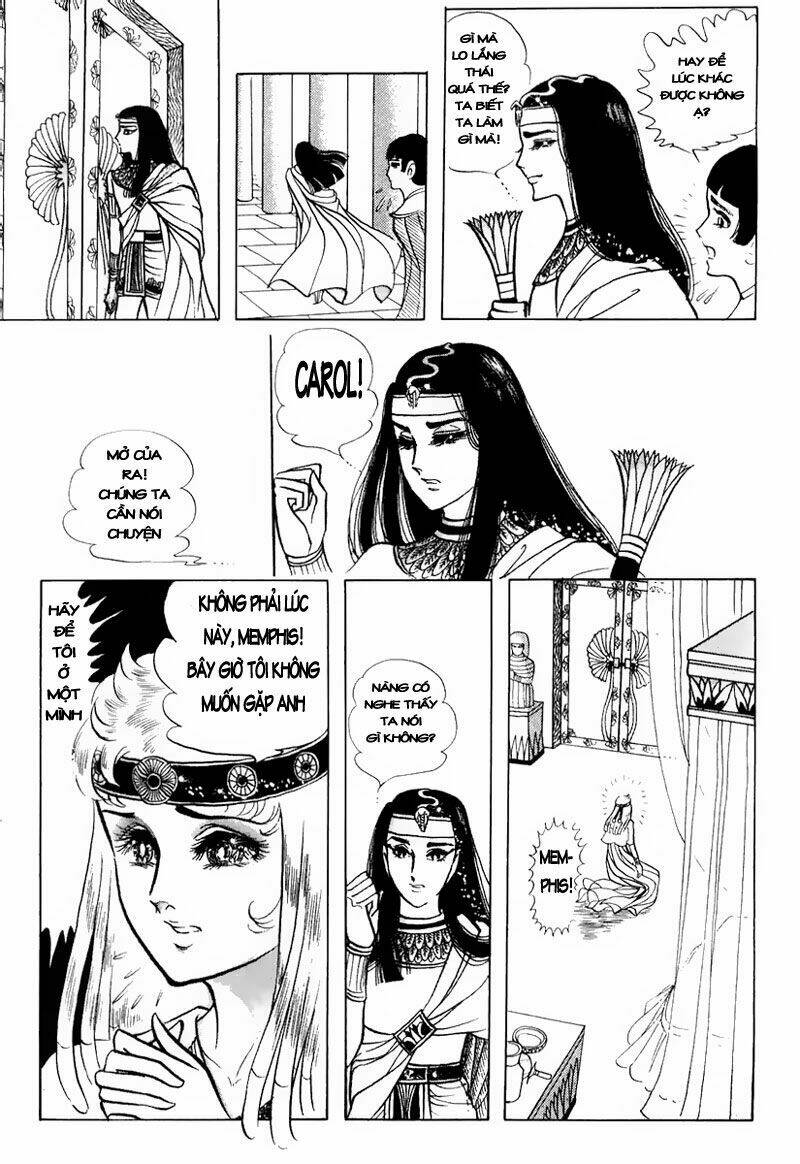 HAY ĐỂ
LÚC KHÁC
ĐƯỢC KHÔNG
Ạ?
GÌ MÀ
LO LẮNG
THÁI
QUÁ THẾ?
TA BIẾT
TA LÀM
GÌ MÀ!
CAROL!
MỞ CỦA
RA!
CHÚNG TA
CẦN NÓI
CHUYỆN
MEM-
PHIS!
NÀNG CÓ
NGHE THẤY
TA NÓI
GÌ KHÔNG?
KHÔNG PHẢI LÚC
NÀY, MEMPHIS!
BÂY GIỜ TÔI KHÔNG
MUỐN GẶP ANH
HÃY
ĐỂ
TÔI
Ở
MỘT
MÌNH